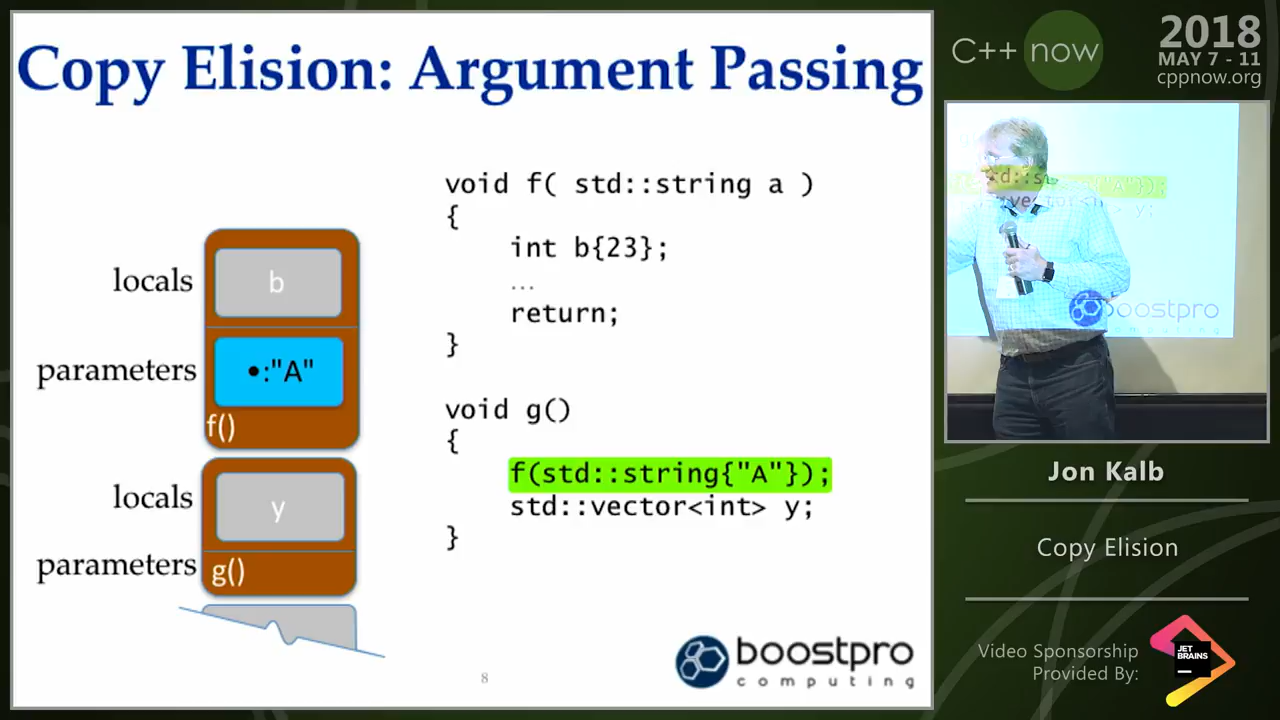 Copy Elision: Argument Passing
void f( std::string a )
{
int b{23};
...
return;
}
void g()
{
f(std::string{"A"});
std::vector<int> y;
}
locals
b
parameters
•:"A"
f()
locals
y
parameters
g()
8
boostpro
computing
C++ now
2018
MAY 7 - 11
cppnow.org
"A"});
y;
boostpro
Jon Kalb
Copy Elision
Video Sponsorship
Provided By:
JET
BRAINS